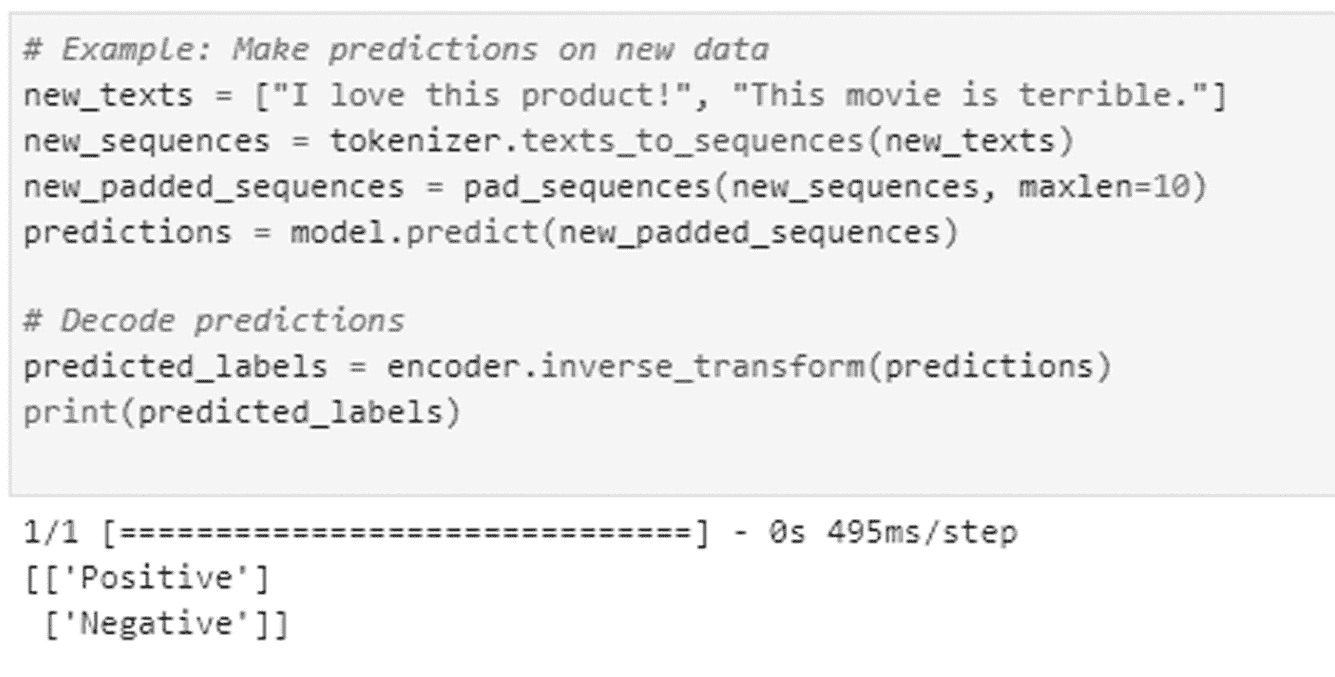 # Example: Make predictions on new data
new_texts = ["I love this product!", "This movie is terrible."]
new_sequences = tokenizer.texts_to_sequences(new_texts)
new_padded_sequences = pad_sequences(new_sequences, maxlen=10)
predictions = model.predict(new_padded_sequences)
# Decode predictions
predicted_labels = encoder.inverse_transform(predictions)
print(predicted_labels)
1/1 [==============================] - 0s 495ms/step
[['Positive']
 ['Negative']]